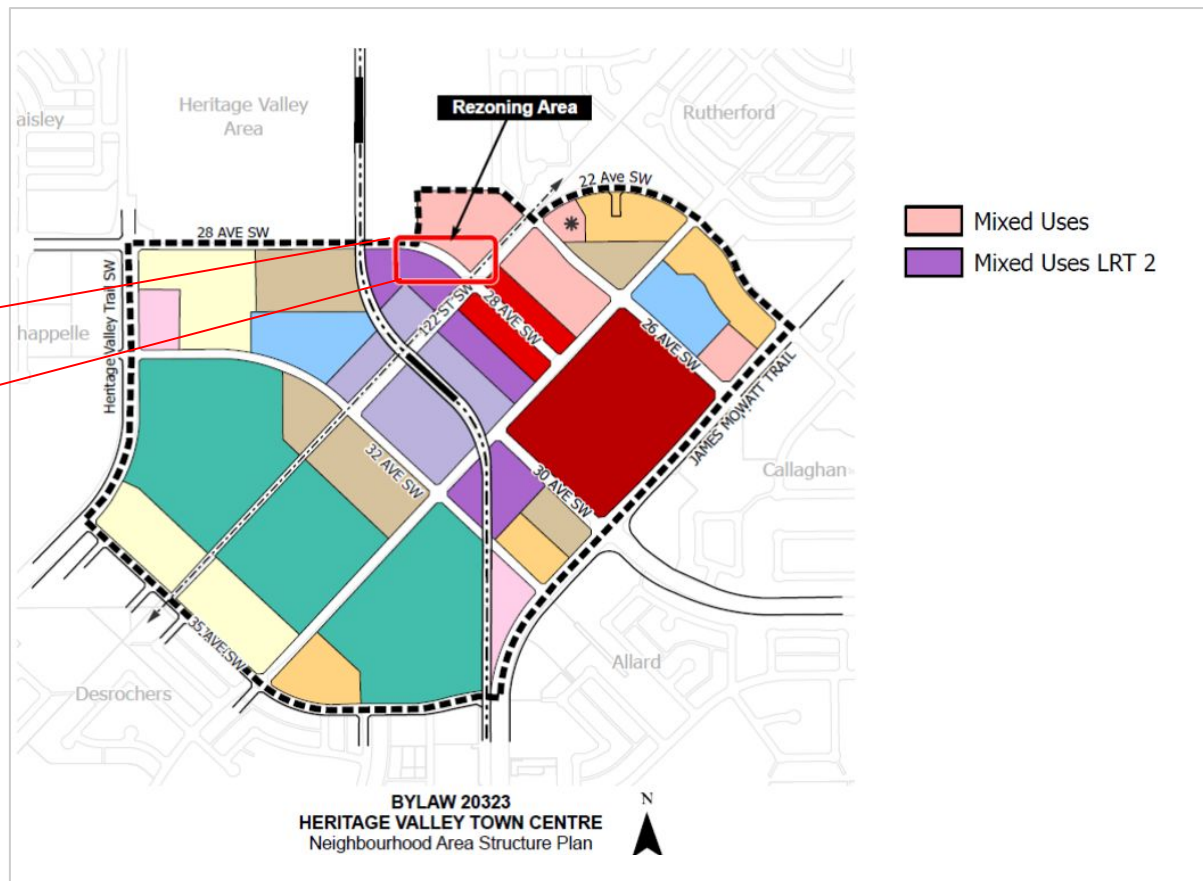 Heritage Valley
Area
Rezoning Area
Rutherford
aisley
22 Ave SW
28 AVE SW
Mixed Uses
Mixed Uses LRT 2
Heritage Valley Trail SW
happelle
122 ST SW
28 AVE SW
26 AVE SW
JAMES MOWATT TRAIL
32 AVE SW
30 AVE SW
Callaghan
35 AVE SW
Allard
Desrochers
BYLAW 20323
HERITAGE VALLEY TOWN CENTRE
Neighbourhood Area Structure Plan
N